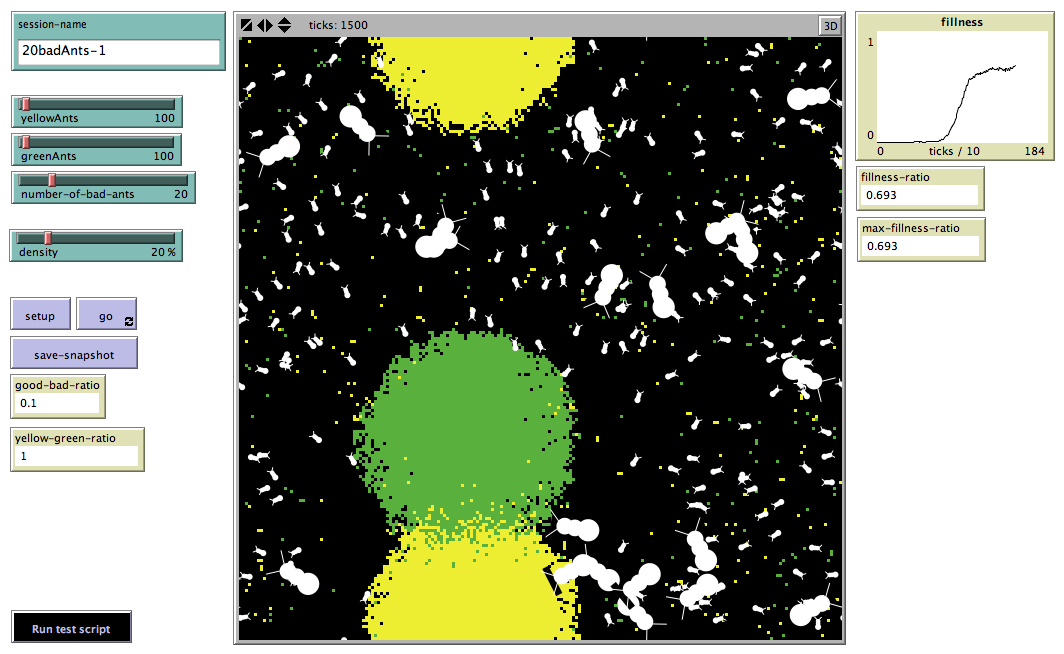 session-name
20badAnts-1
yellowAnts 100
greenAnts 100
number-of-bad-ants 20
density 20 %
setup go
save-snapshot
good-bad-ratio
0.1
yellow-green-ratio
1
Run test script
ticks: 1500 3D
fillness
1
0
0 ticks / 10 184
fillness-ratio
0.693
max-fillness-ratio
0.693